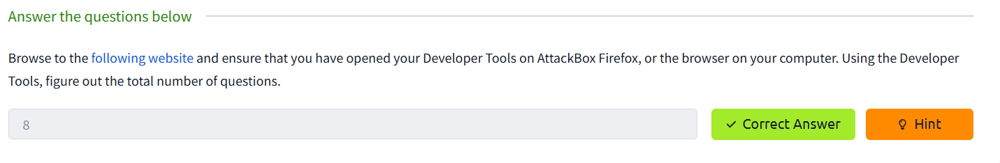 Answer the questions below
Browse to the following website and ensure that you have opened your Developer Tools on AttackBox Firefox, or the browser on your computer. Using the Developer
Tools, figure out the total number of questions.
8
Correct Answer
Hint